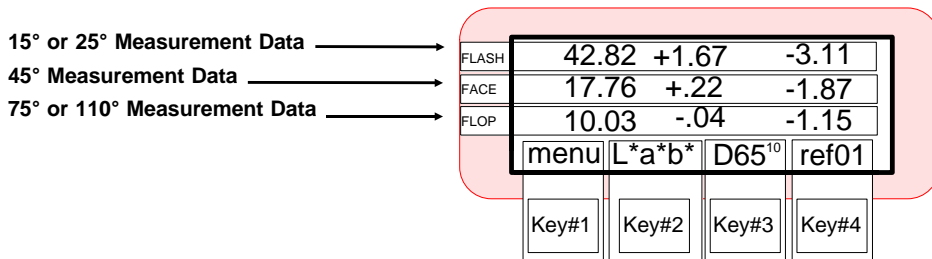 15° or 25° Measurement Data
FLASH 42.82 +1.67 -3.11
45° Measurement Data
FACE 17.76 +.22 -1.87
75° or 110° Measurement Data
FLOP 10.03 -.04 -1.15
menu L*a*b* D65¹⁰ ref01
Key#1 Key#2 Key#3 Key#4